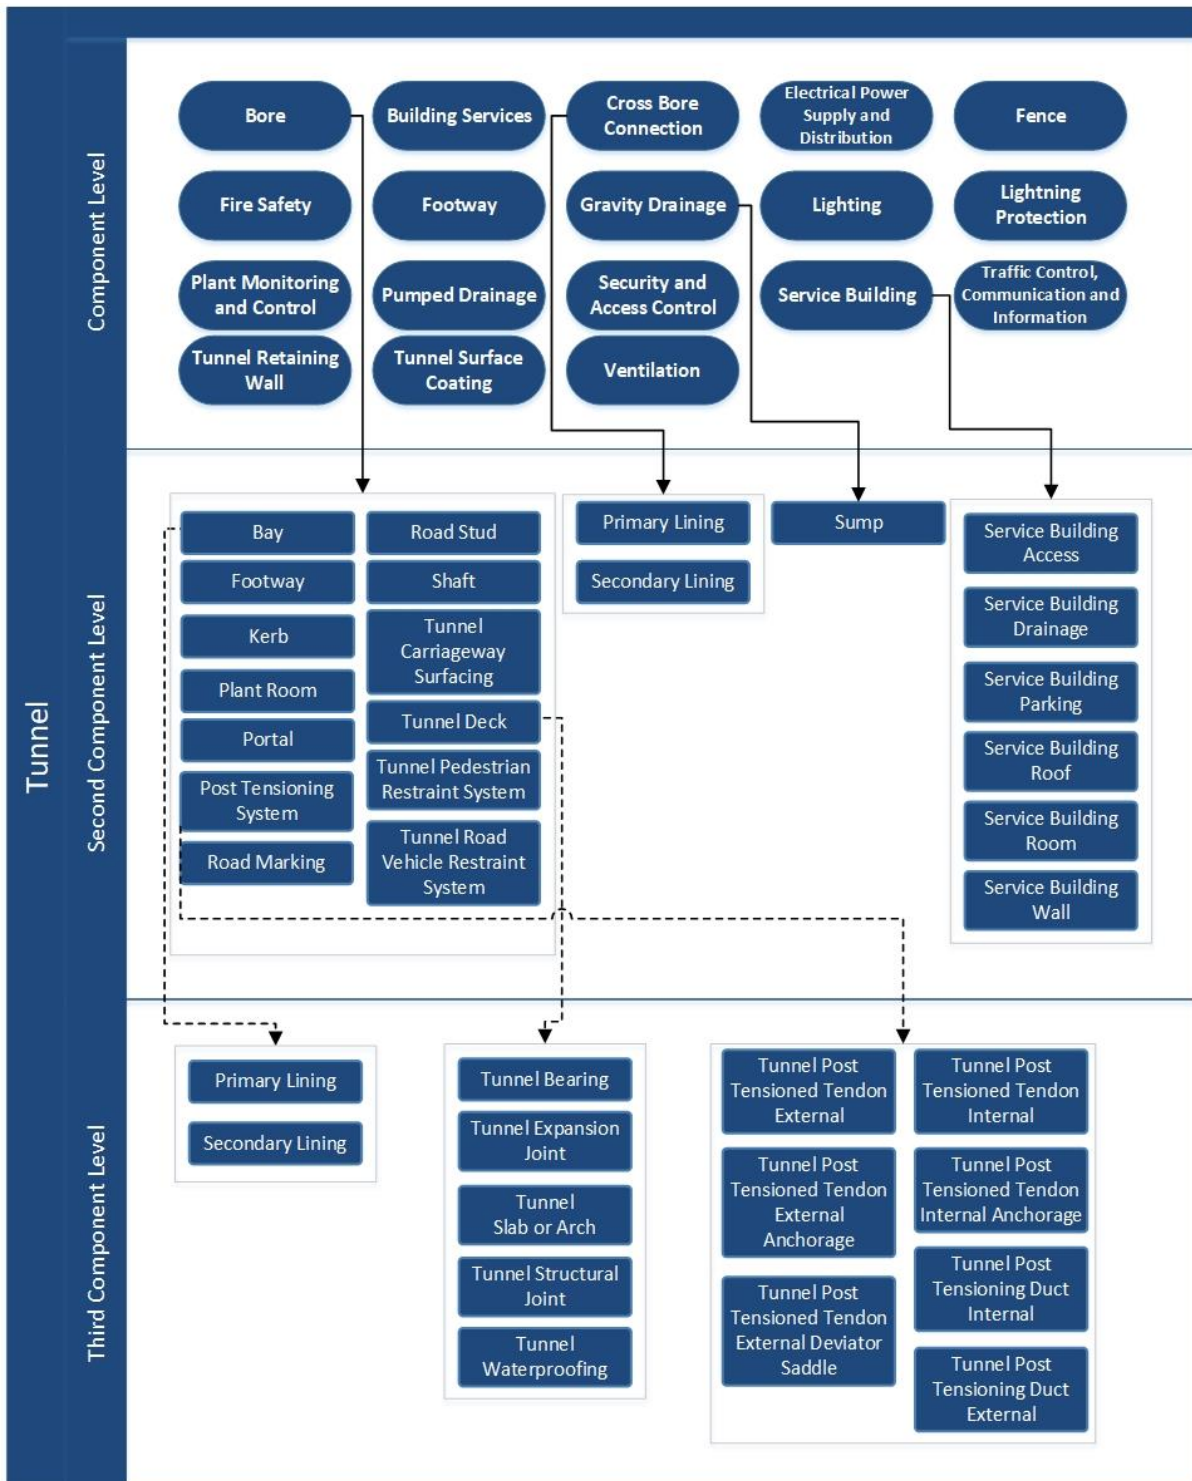 Tunnel
Component Level
Bore
Building Services
Cross Bore
Connection
Electrical Power
Supply and
Distribution
Fence
Fire Safety
Footway
Gravity Drainage
Lighting
Lightning
Protection
Plant Monitoring
and Control
Pumped Drainage
Security and
Access Control
Service Building
Traffic Control,
Communication and
Information
Tunnel Retaining
Wall
Tunnel Surface
Coating
Ventilation
Second Component Level
Bay
Footway
Kerb
Plant Room
Portal
Post Tensioning
System
Road Marking
Road Stud
Shaft
Tunnel
Carriageway
Surfacing
Tunnel Deck
Tunnel Pedestrian
Restraint System
Tunnel Road
Vehicle Restraint
System
Primary Lining
Secondary Lining
Sump
Service Building
Access
Service Building
Drainage
Service Building
Parking
Service Building
Roof
Service Building
Room
Service Building
Wall
Third Component Level
Primary Lining
Secondary Lining
Tunnel Bearing
Tunnel Expansion
Joint
Tunnel
Slab or Arch
Tunnel Structural
Joint
Tunnel
Waterproofing
Tunnel Post
Tensioned Tendon
External
Tunnel Post
Tensioned Tendon
External
Anchorage
Tunnel Post
Tensioned Tendon
External Deviator
Saddle
Tunnel Post
Tensioned Tendon
Internal
Tunnel Post
Tensioned Tendon
Internal Anchorage
Tunnel Post
Tensioning Duct
Internal
Tunnel Post
Tensioning Duct
External